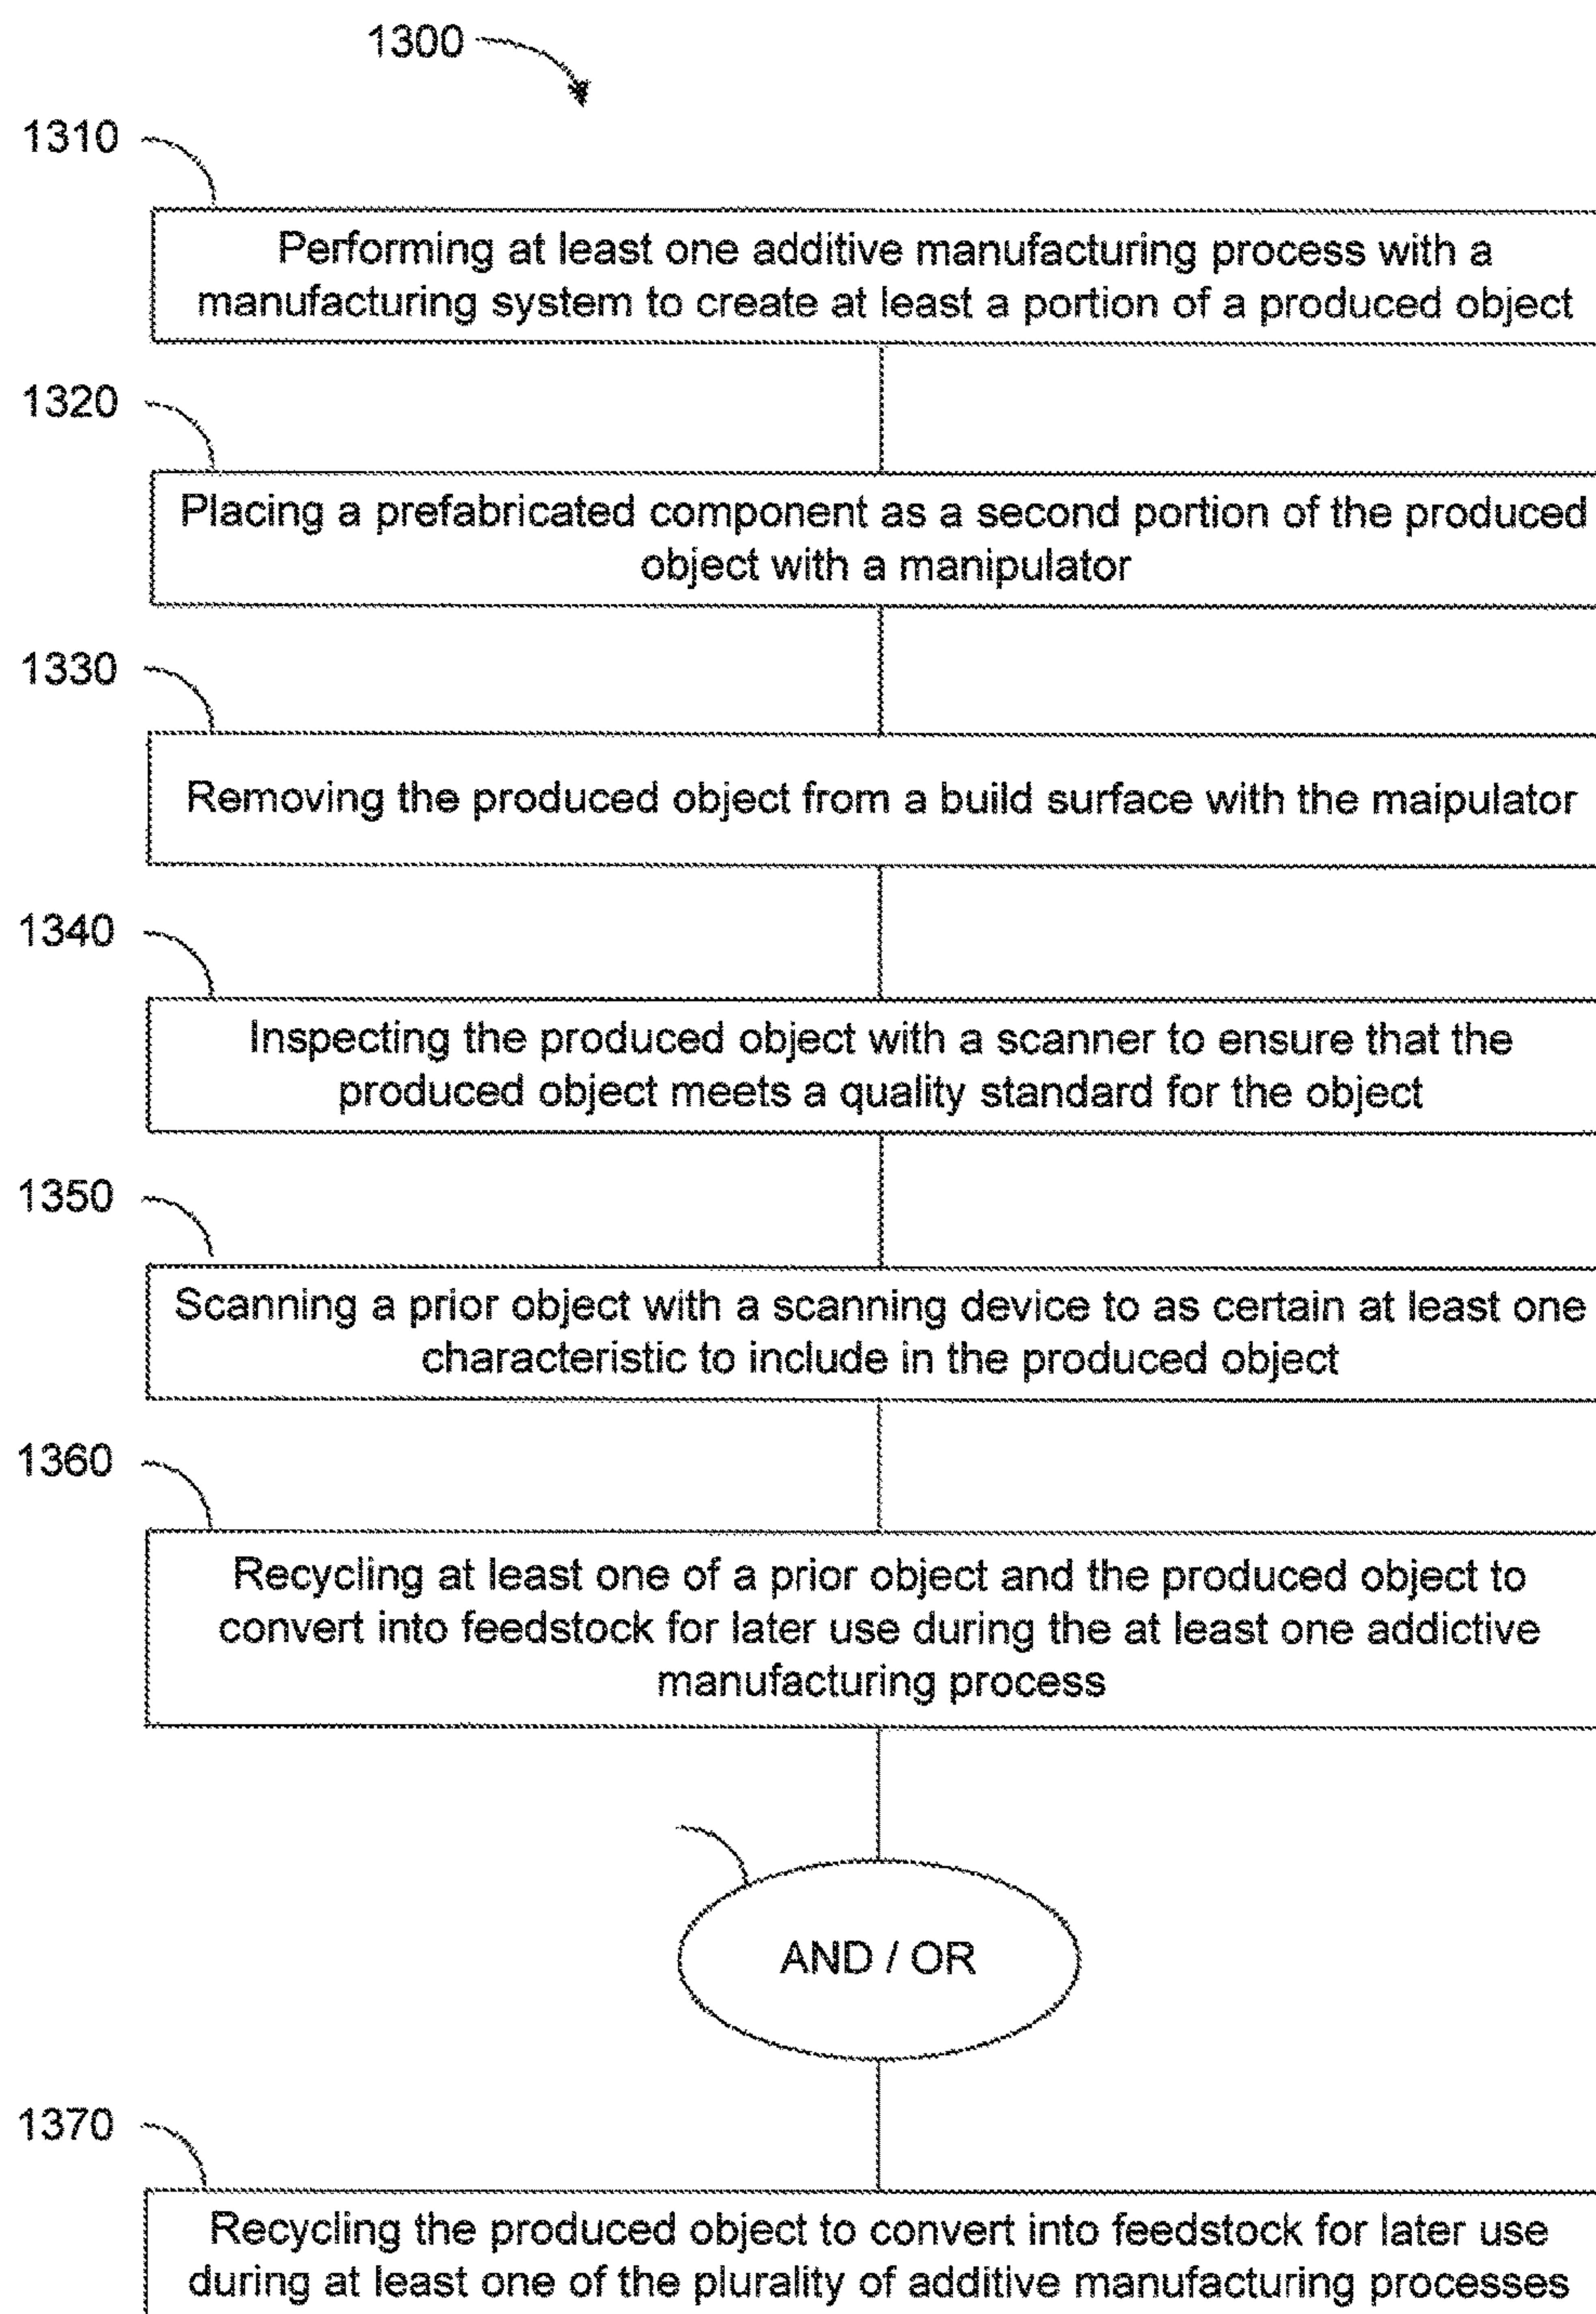 1300
1310
Performing at least one additive manufacturing process with a
manufacturing system to create at least a portion of a produced object
1320
Placing a prefabricated component as a second portion of the produced
object with a manipulator
1330
Removing the produced object from a build surface with the maipulator
1340
Inspecting the produced object with a scanner to ensure that the
produced object meets a quality standard for the object
1350
Scanning a prior object with a scanning device to as certain at least one
characteristic to include in the produced object
1360
Recycling at least one of a prior object and the produced object to
convert into feedstock for later use during the at least one addictive
manufacturing process
AND / OR
1370
Recycling the produced object to convert into feedstock for later use
during at least one of the plurality of additive manufacturing processes